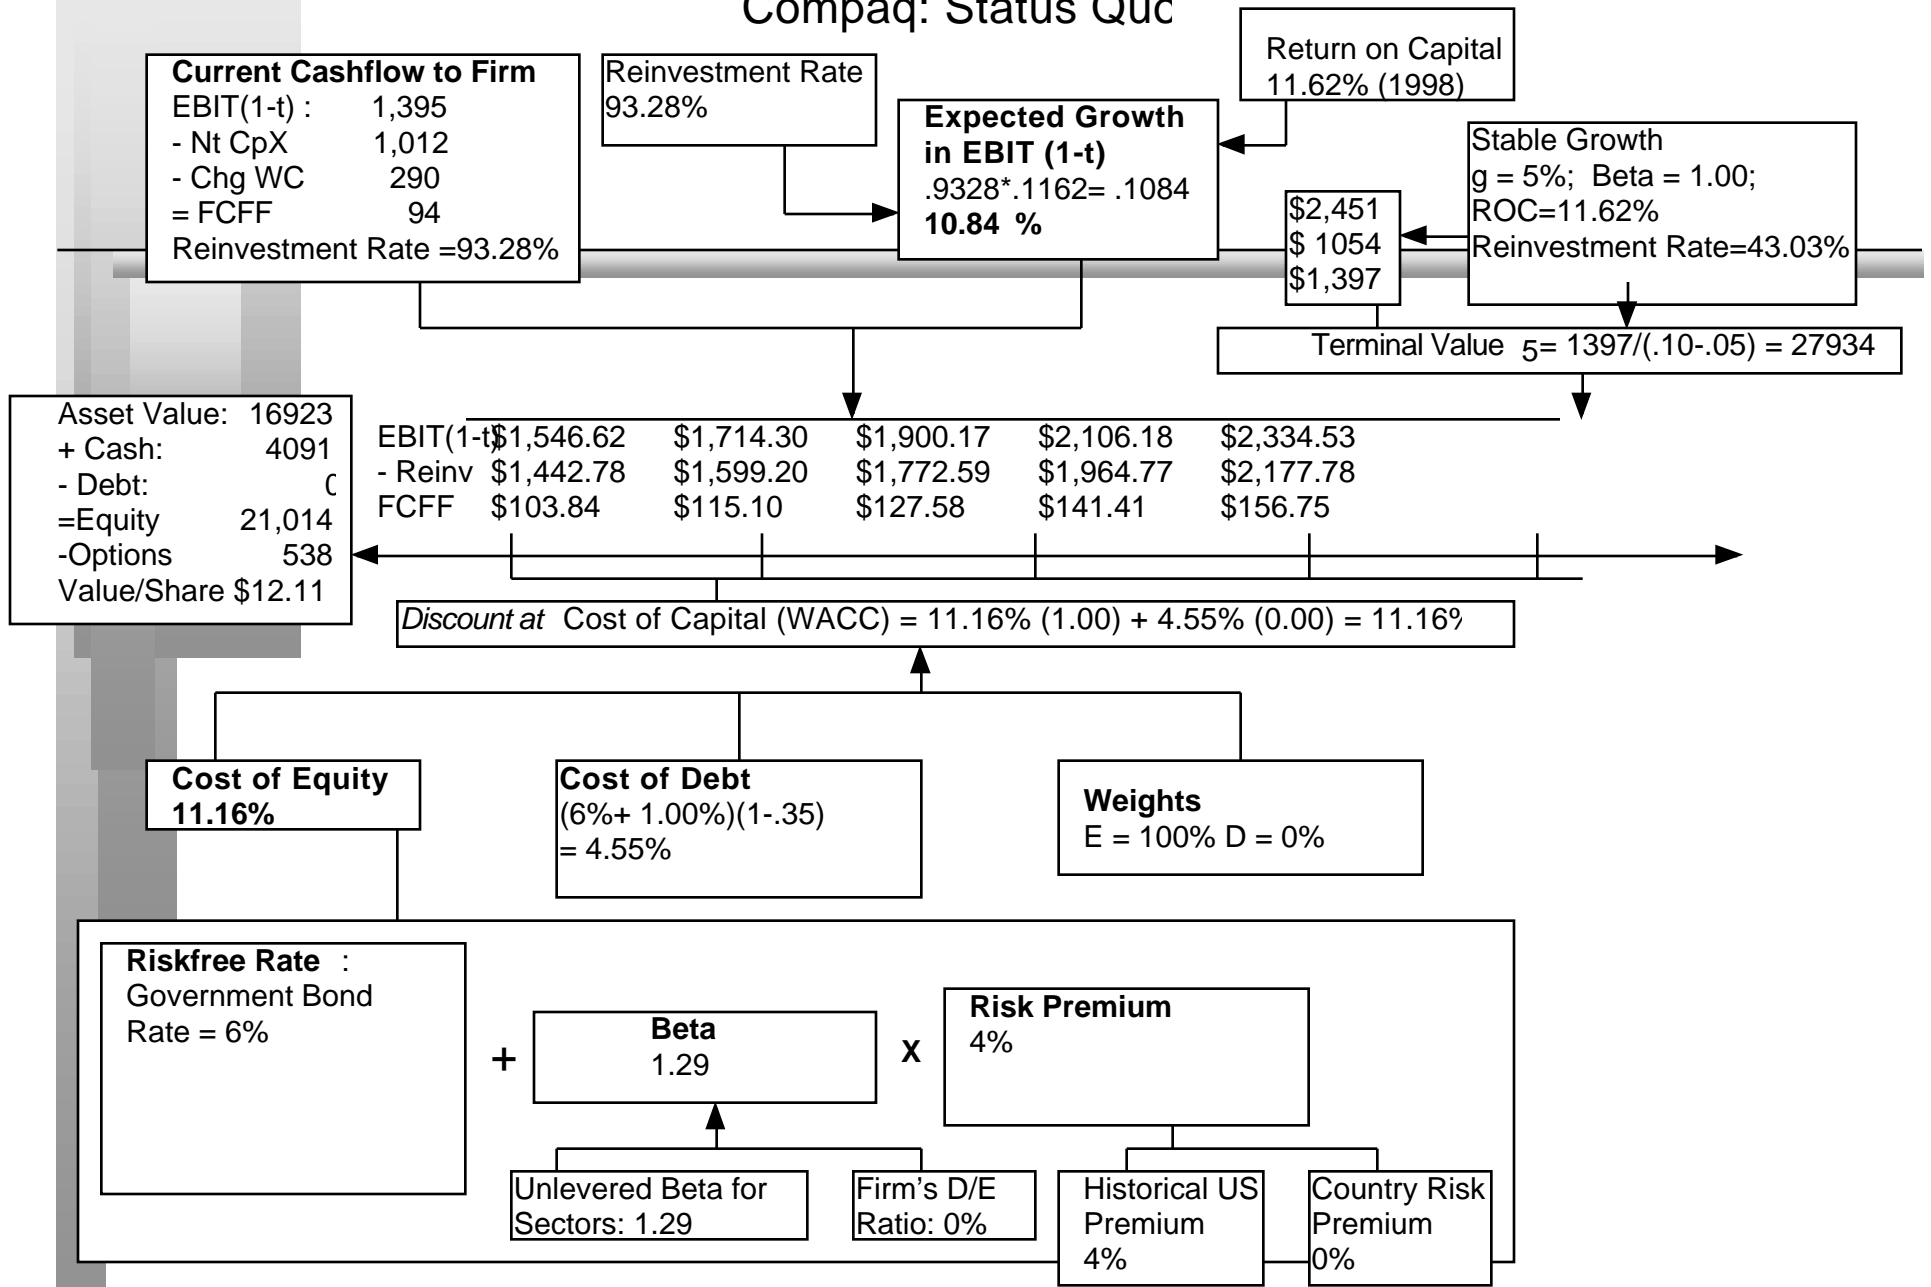 Compaq: Status Quo
Current Cashflow to Firm
EBIT(1-t) : 1,395
- Nt CpX 1,012
- Chg WC 290
= FCFF 94
Reinvestment Rate =93.28%
Reinvestment Rate
93.28%
Expected Growth
in EBIT (1-t)
.9328*.1162= .1084
10.84 %
Return on Capital
11.62% (1998)
Stable Growth
g = 5%; Beta = 1.00;
ROC=11.62%
Reinvestment Rate=43.03%
$2,451
$ 1054
$1,397
Terminal Value 5= 1397/(.10-.05) = 27934
Asset Value: 16923
+ Cash: 4091
- Debt: 0
=Equity 21,014
-Options 538
Value/Share $12.11
EBIT(1-t) $1,546.62 $1,714.30 $1,900.17 $2,106.18 $2,334.53
- Reinv $1,442.78 $1,599.20 $1,772.59 $1,964.77 $2,177.78
FCFF $103.84 $115.10 $127.58 $141.41 $156.75
Discount at Cost of Capital (WACC) = 11.16% (1.00) + 4.55% (0.00) = 11.16%
Cost of Equity
11.16%
Cost of Debt
(6%+ 1.00%)(1-.35)
= 4.55%
Weights
E = 100% D = 0%
Riskfree Rate :
Government Bond
Rate = 6%
+
Beta
1.29
X
Risk Premium
4%
Unlevered Beta for
Sectors: 1.29
Firm’s D/E
Ratio: 0%
Historical US
Premium
4%
Country Risk
Premium
0%